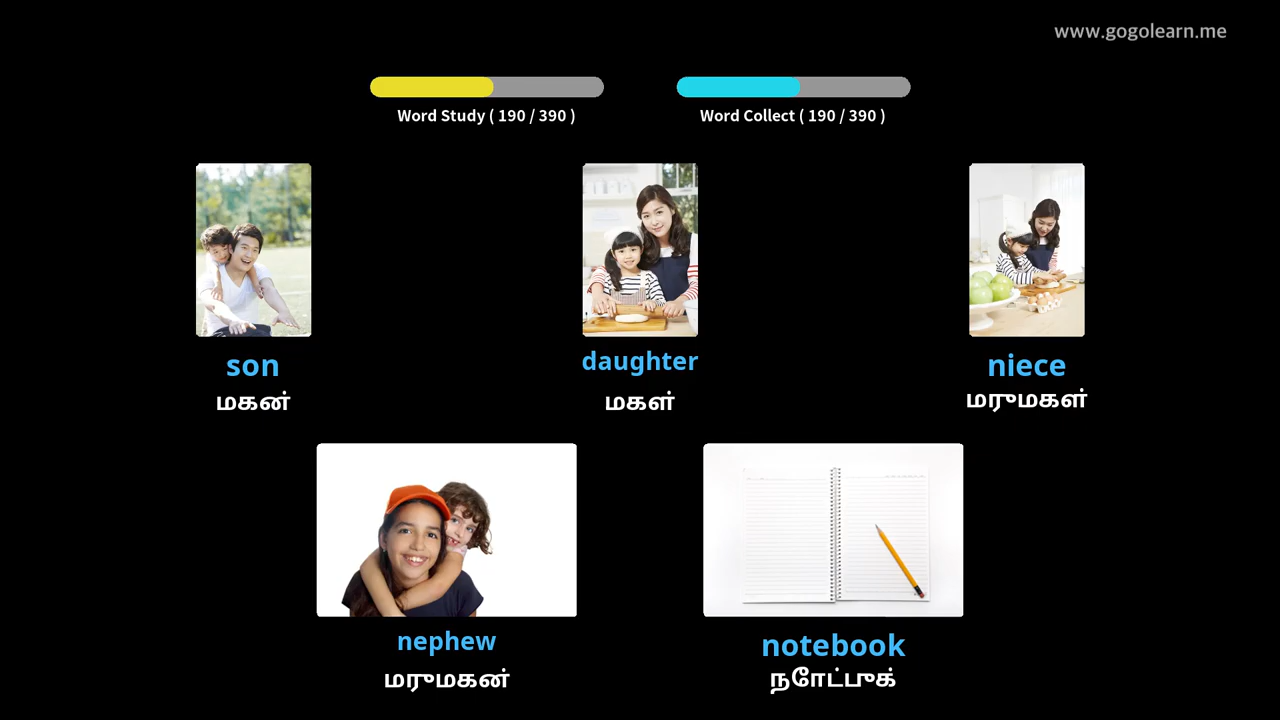 www.gogolearn.me
Word Study ( 190 / 390 )
Word Collect ( 190 / 390 )
son
daughter
niece
மகன்
மகள்
மருமகள்
nephew
notebook
மருமகன்
நோட்புக்